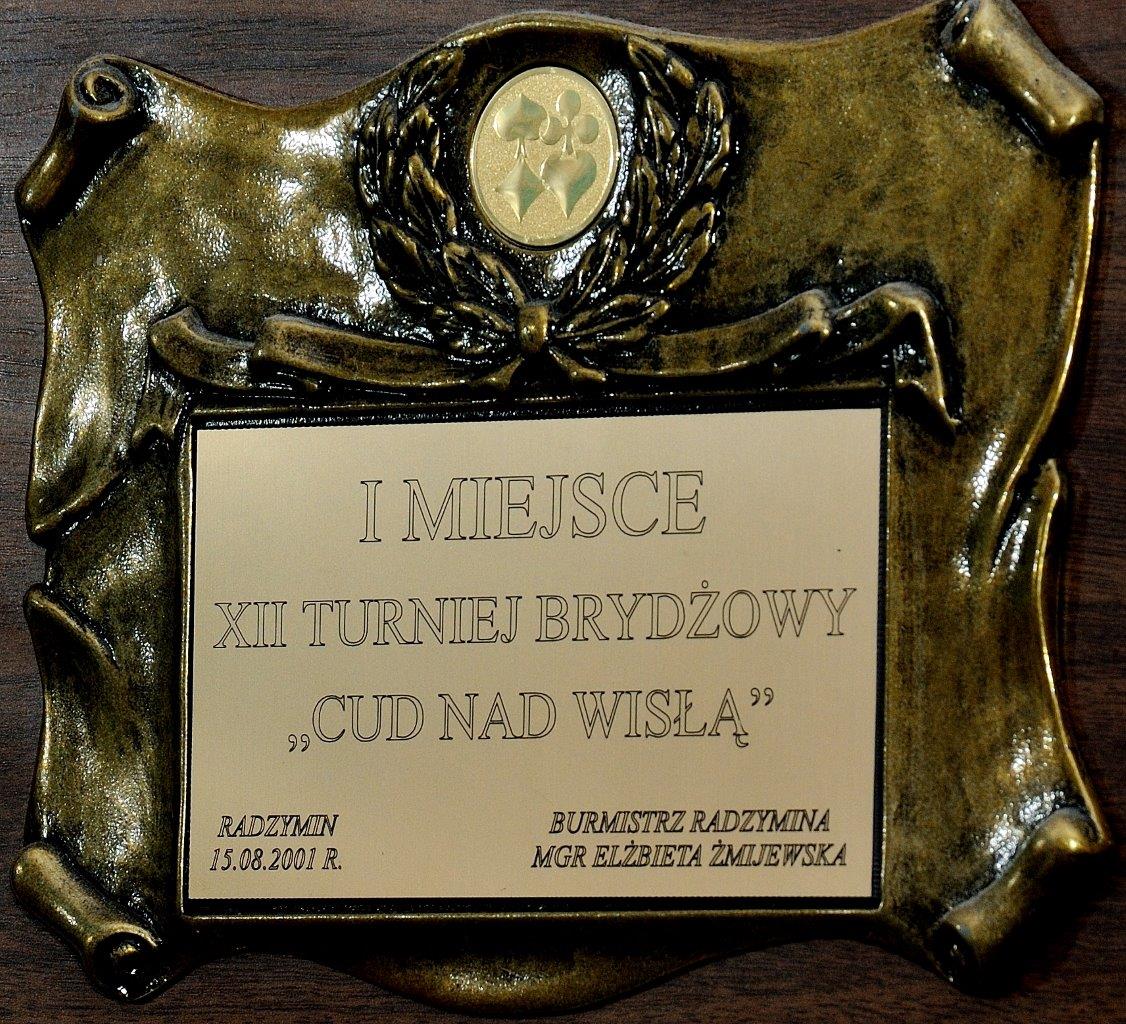 I MIEJSCE
XII TURNIEJ BRYDŻOWY
„CUD NAD WISŁĄ”
RADZYMIN
15.08.2001 R.
BURMISTRZ RADZYMINA
MGR ELŻBIETA ŻMIJEWSKA